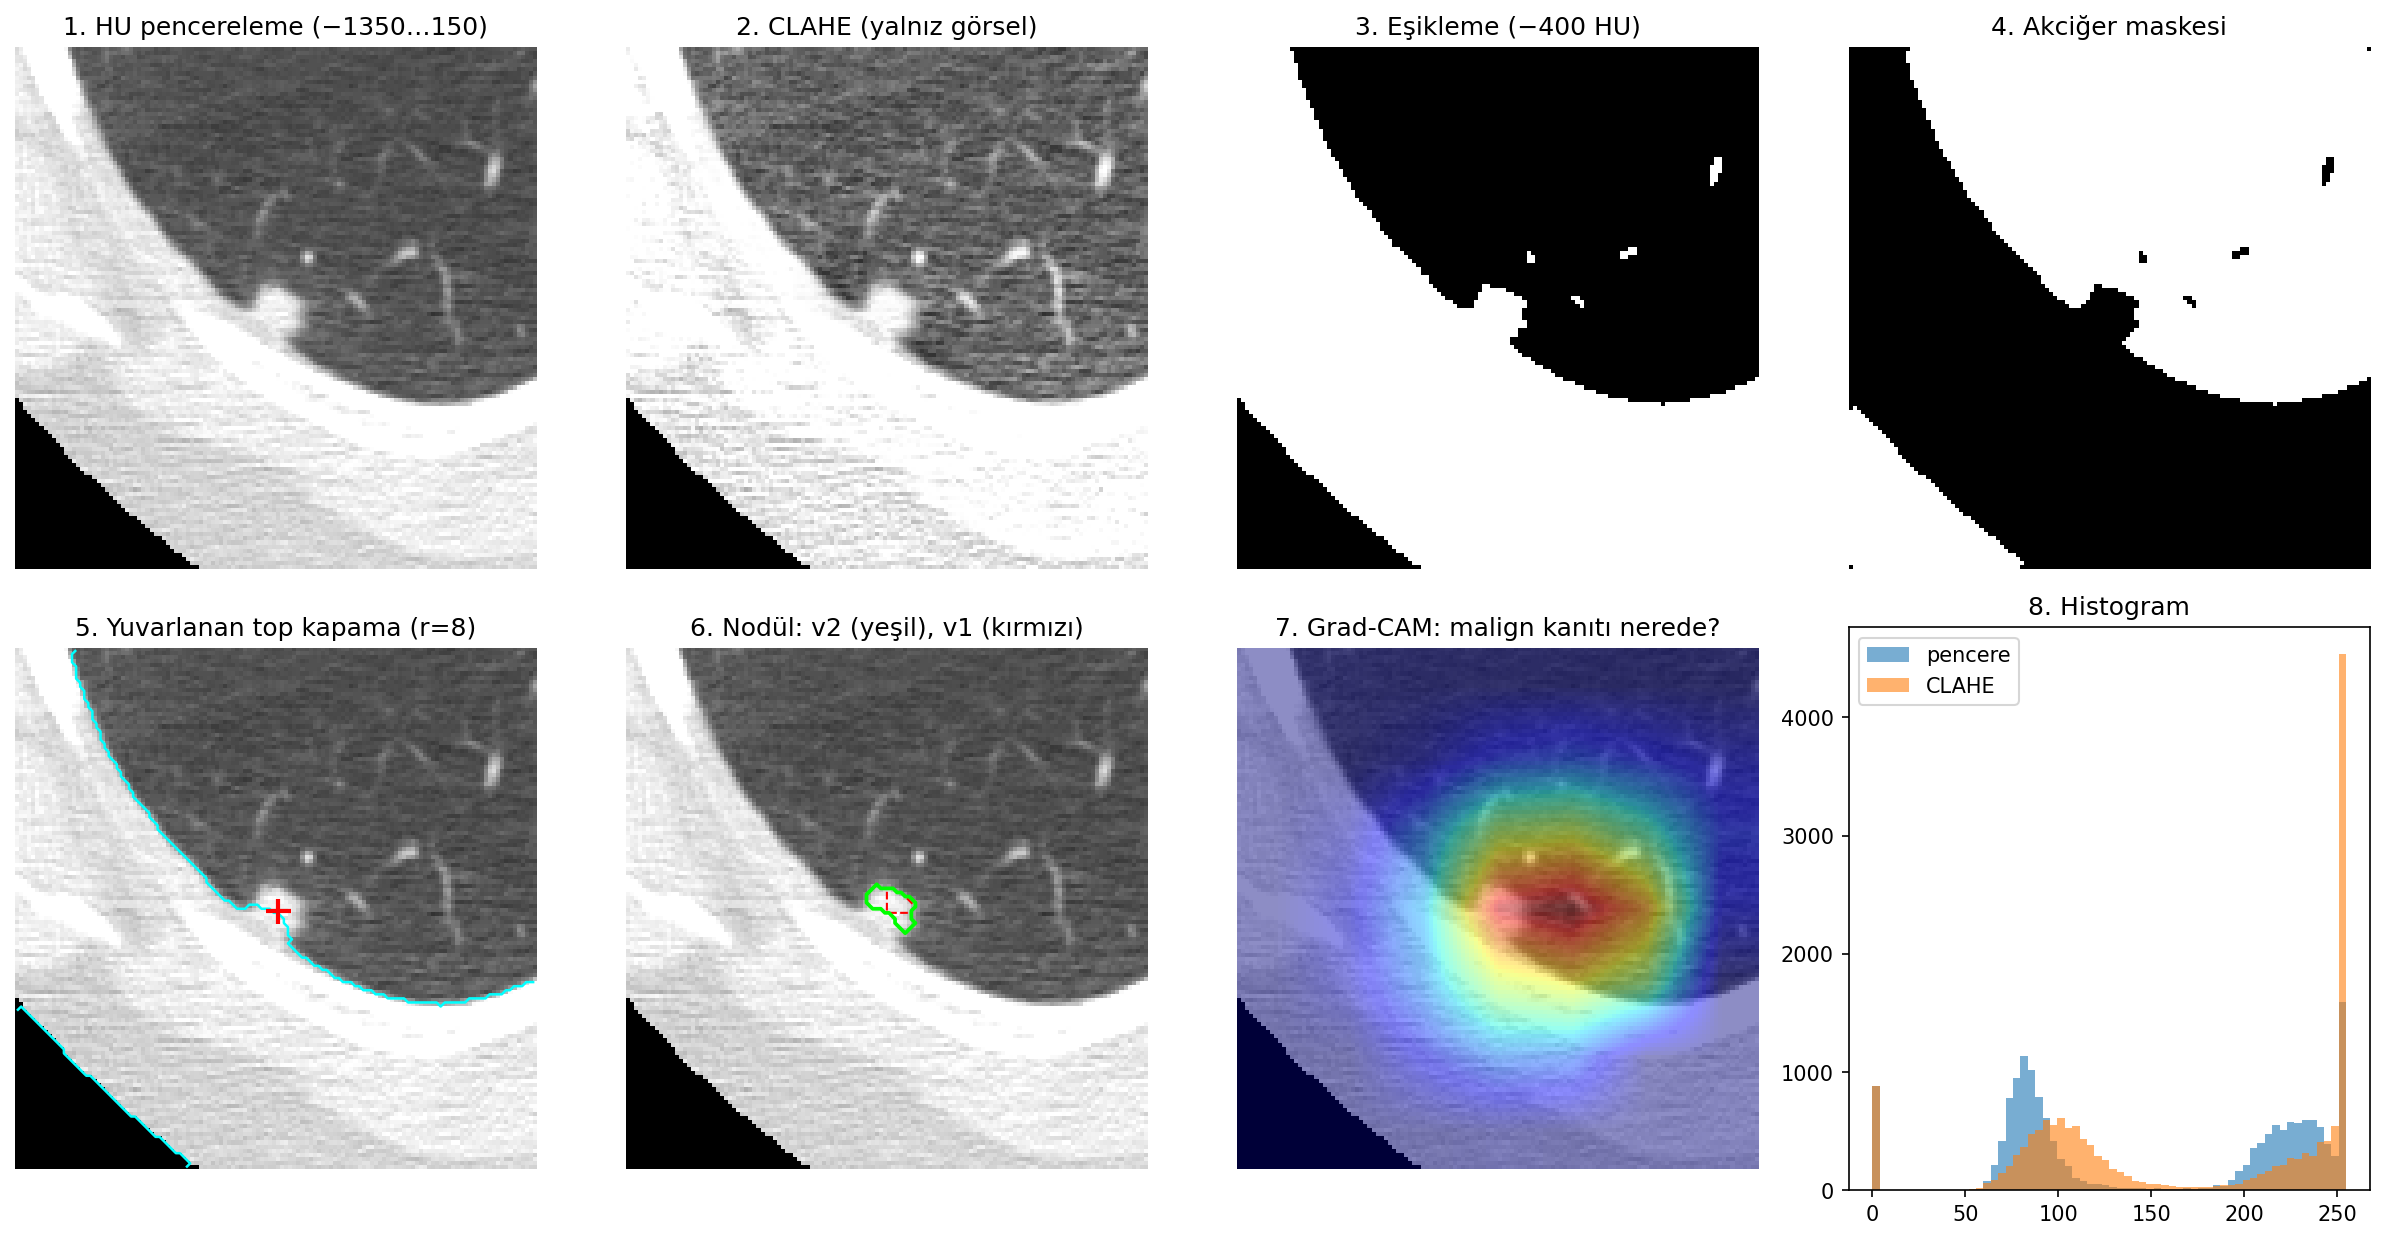 1. HU pencereleme (−1350...150)
2. CLAHE (yalnız görsel)
3. Eşikleme (−400 HU)
4. Akciğer maskesi
5. Yuvarlanan top kapama (r=8)
6. Nodül: v2 (yeşil), v1 (kırmızı)
7. Grad-CAM: malign kanıtı nerede?
8. Histogram
pencere
CLAHE
4000
3000
2000
1000
0
0 50 100 150 200 250